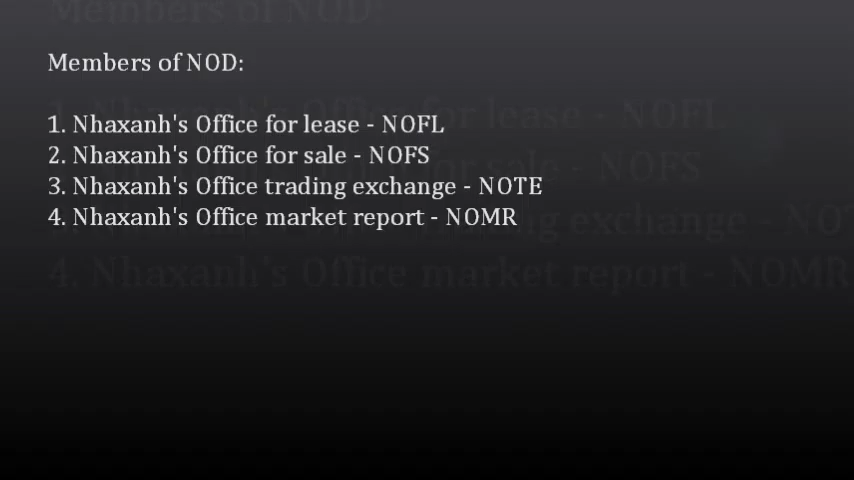 Members of NOD:
1. Nhaxanh's Office for lease - NOFL
2. Nhaxanh's Office for sale - NOFS
3. Nhaxanh's Office trading exchange - NOTE
4. Nhaxanh's Office market report - NOMR